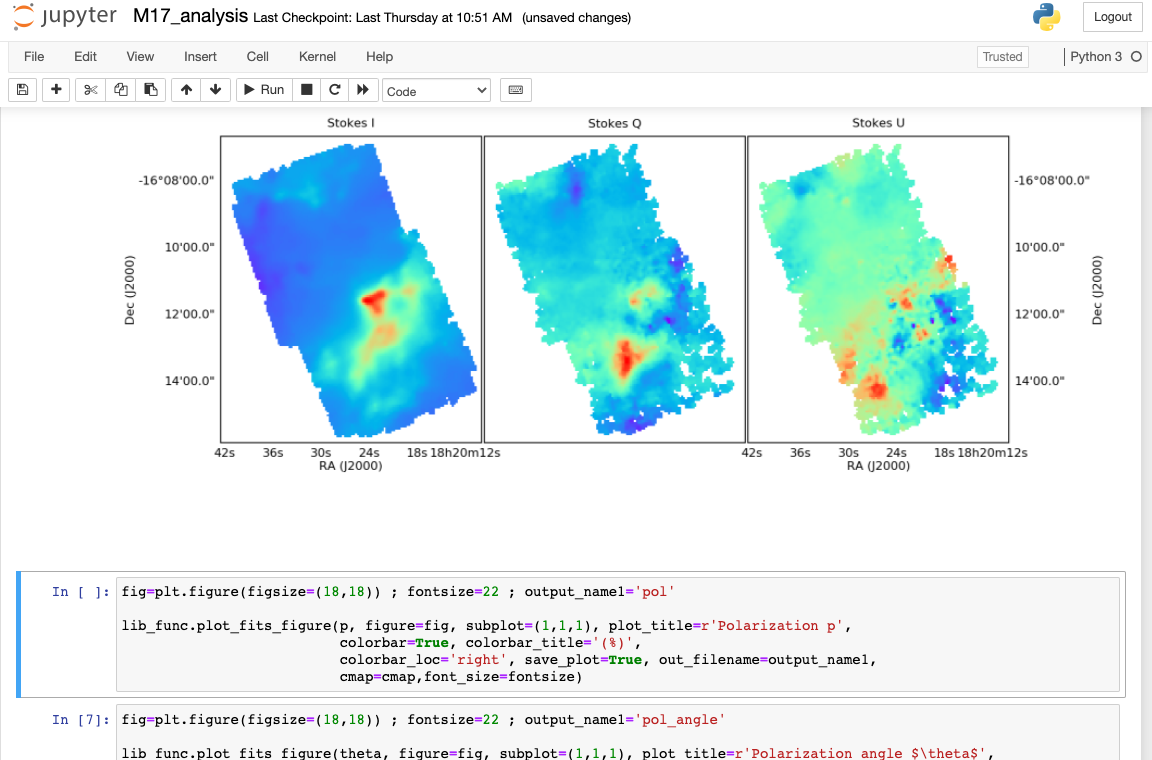 jupyter M17_analysis Last Checkpoint: Last Thursday at 10:51 AM (unsaved changes) Logout
File Edit View Insert Cell Kernel Help Trusted Python 3
Run Code
Stokes I Stokes Q Stokes U
-16°08'00.0" -16°08'00.0"
10'00.0" 10'00.0"
Dec (J2000) Dec (J2000)
12'00.0" 12'00.0"
14'00.0" 14'00.0"
42s 36s 30s 24s 18s 18h20m12s 42s 36s 30s 24s 18s 18h20m12s
RA (J2000) RA (J2000)
In [ ]: fig=plt.figure(figsize=(18,18)) ; fontsize=22 ; output_name1='pol'
lib_func.plot_fits_figure(p, figure=fig, subplot=(1,1,1), plot_title=r'Polarization p',
colorbar=True, colorbar_title='(%)',
colorbar_loc='right', save_plot=True, out_filename=output_name1,
cmap=cmap,font_size=fontsize)
In [7]: fig=plt.figure(figsize=(18,18)) ; fontsize=22 ; output_name1='pol_angle'
lib_func.plot_fits_figure(theta, figure=fig, subplot=(1,1,1), plot_title=r'Polarization angle $\theta$',